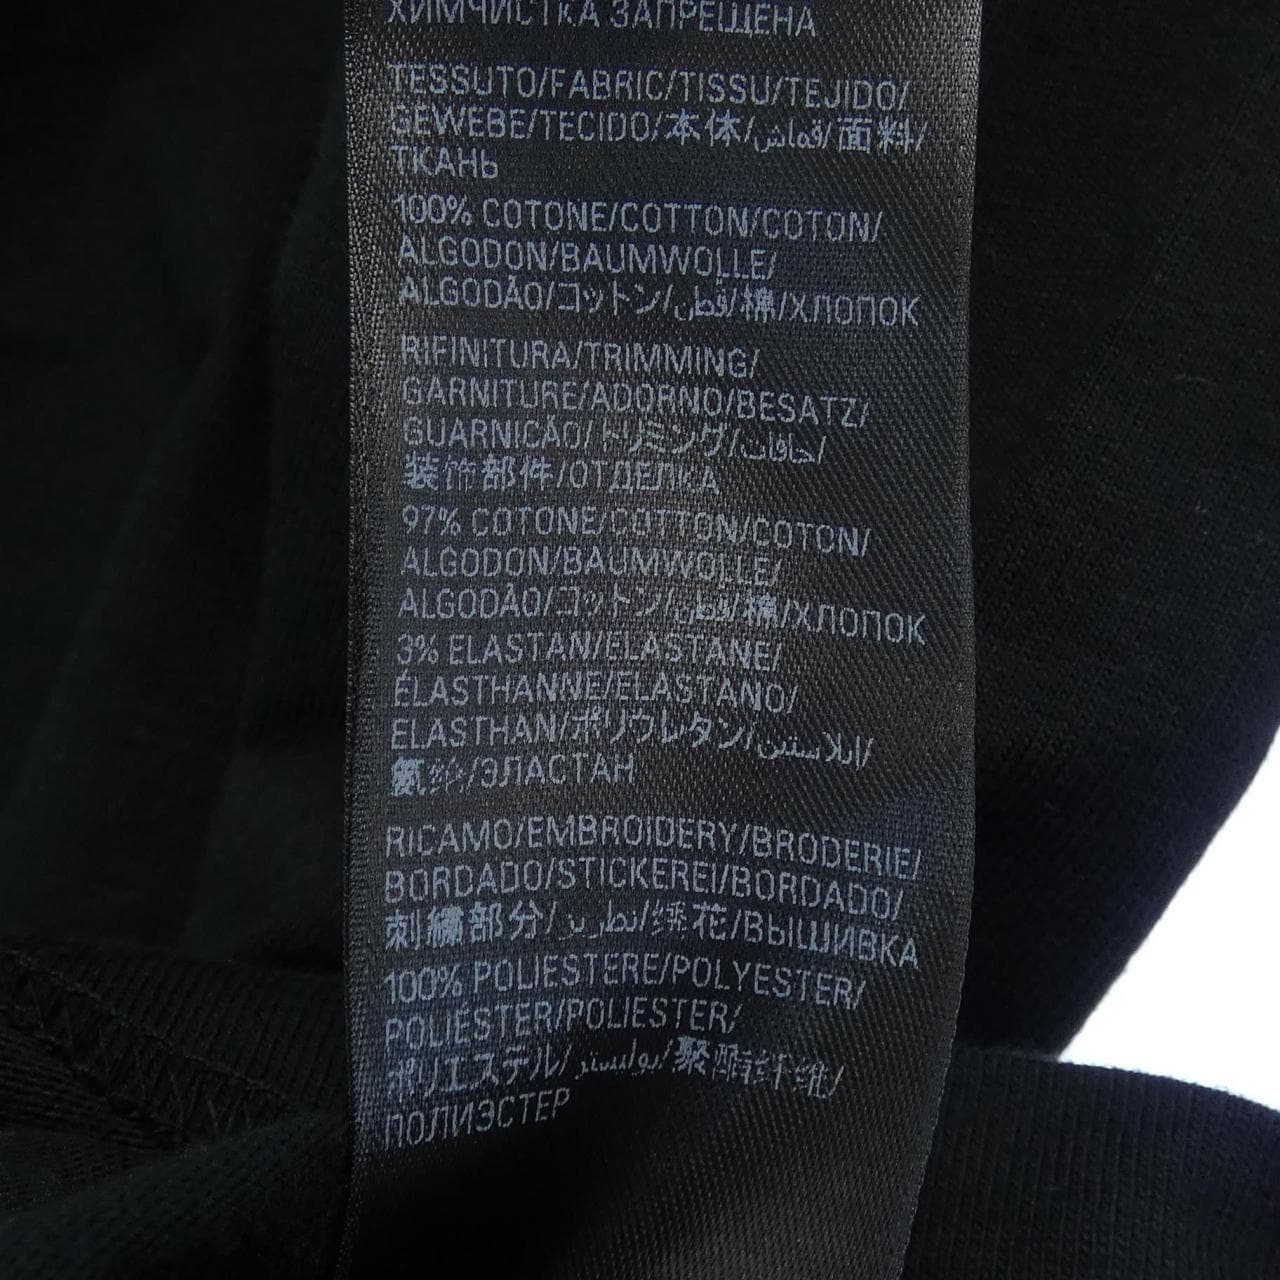 ХИМЧИСТКА ЗАПРЕЩЕНА
TESSUTO/FABRIC/TISSU/TEJIDO/
GEWEBE/TECIDO/本体/قماش/面料/
ТКАНЬ
100% COTONE/COTTON/COTON/
ALGODON/BAUMWOLLE/
ALGODÃO/コットン/قطن/棉/ХЛОПОК
RIFINITURA/TRIMMING/
GARNITURE/ADORNO/BESATZ/
GUARNIÇÃO/トリミング/حافات/
装饰部件/ОТДЕЛКА
97% COTONE/COTTON/COTON/
ALGODON/BAUMWOLLE/
ALGODÃO/コットン/قطن/棉/ХЛОПОК
3% ELASTAN/ELASTANE/
ÉLASTHANNE/ELASTANO/
ELASTHAN/ポリウレタン/إيلاستين/
氨纶/ЭЛАСТАН
RICAMO/EMBROIDERY/BRODERIE/
BORDADO/STICKEREI/BORDADO/
刺繍部分/تطريز/绣花/ВЫШИВКА
100% POLIESTERE/POLYESTER/
POLIÉSTER/POLIESTER/
ポリエステル/بوليستر/聚酯纤维/
ПОЛИЭСТЕР